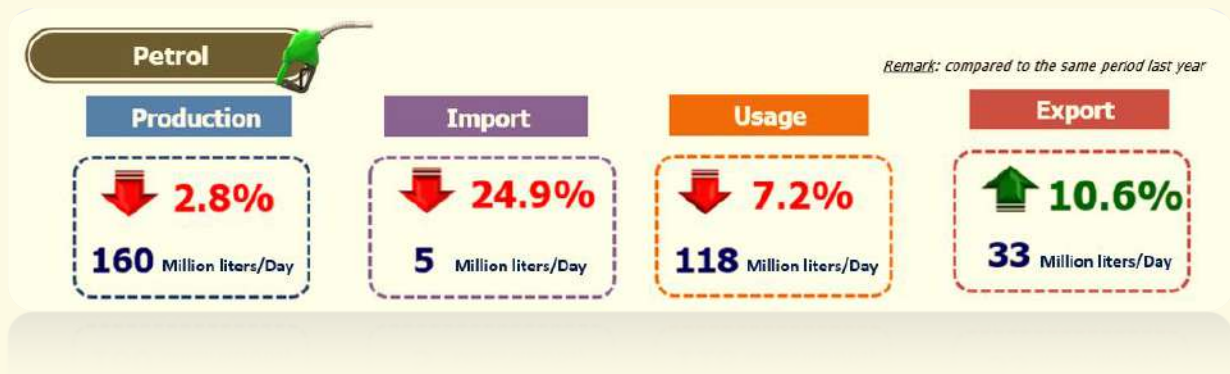 Petrol
Remark: compared to the same period last year
Production
Import
Usage
Export
2.8%
24.9%
7.2%
10.6%
160 Million liters/Day
5 Million liters/Day
118 Million liters/Day
33 Million liters/Day